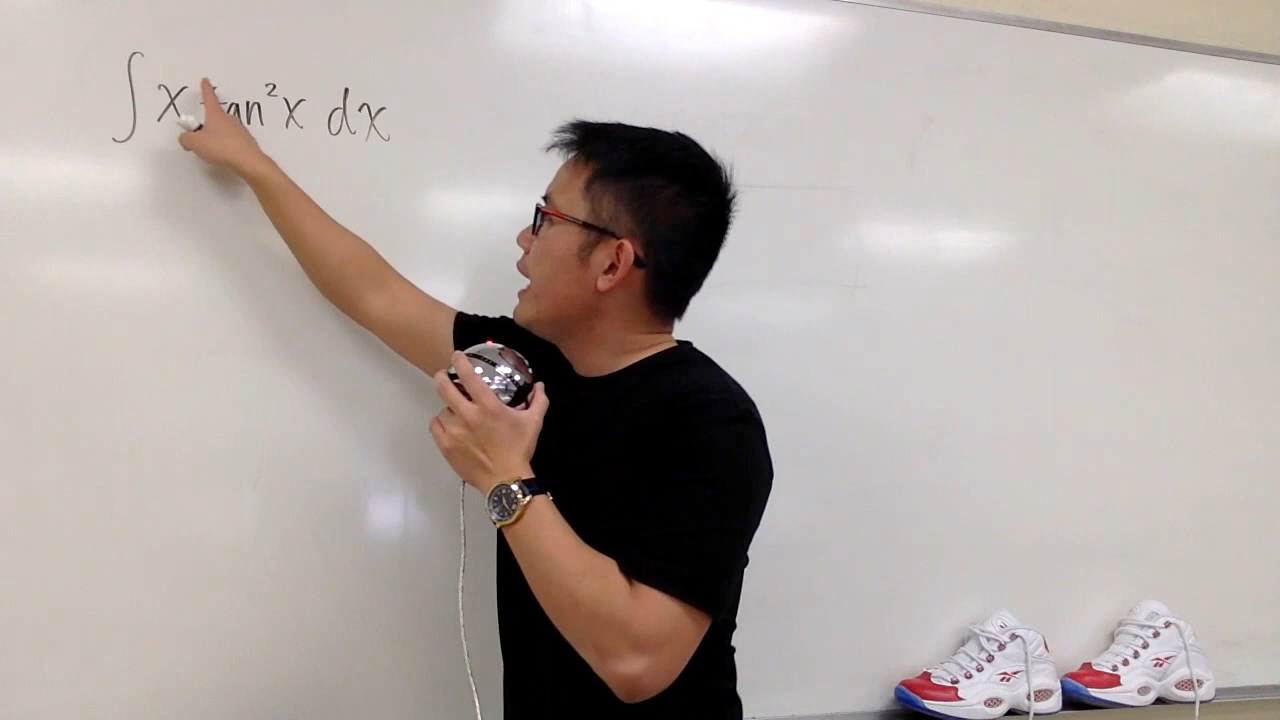 ∫ x tan²x dx